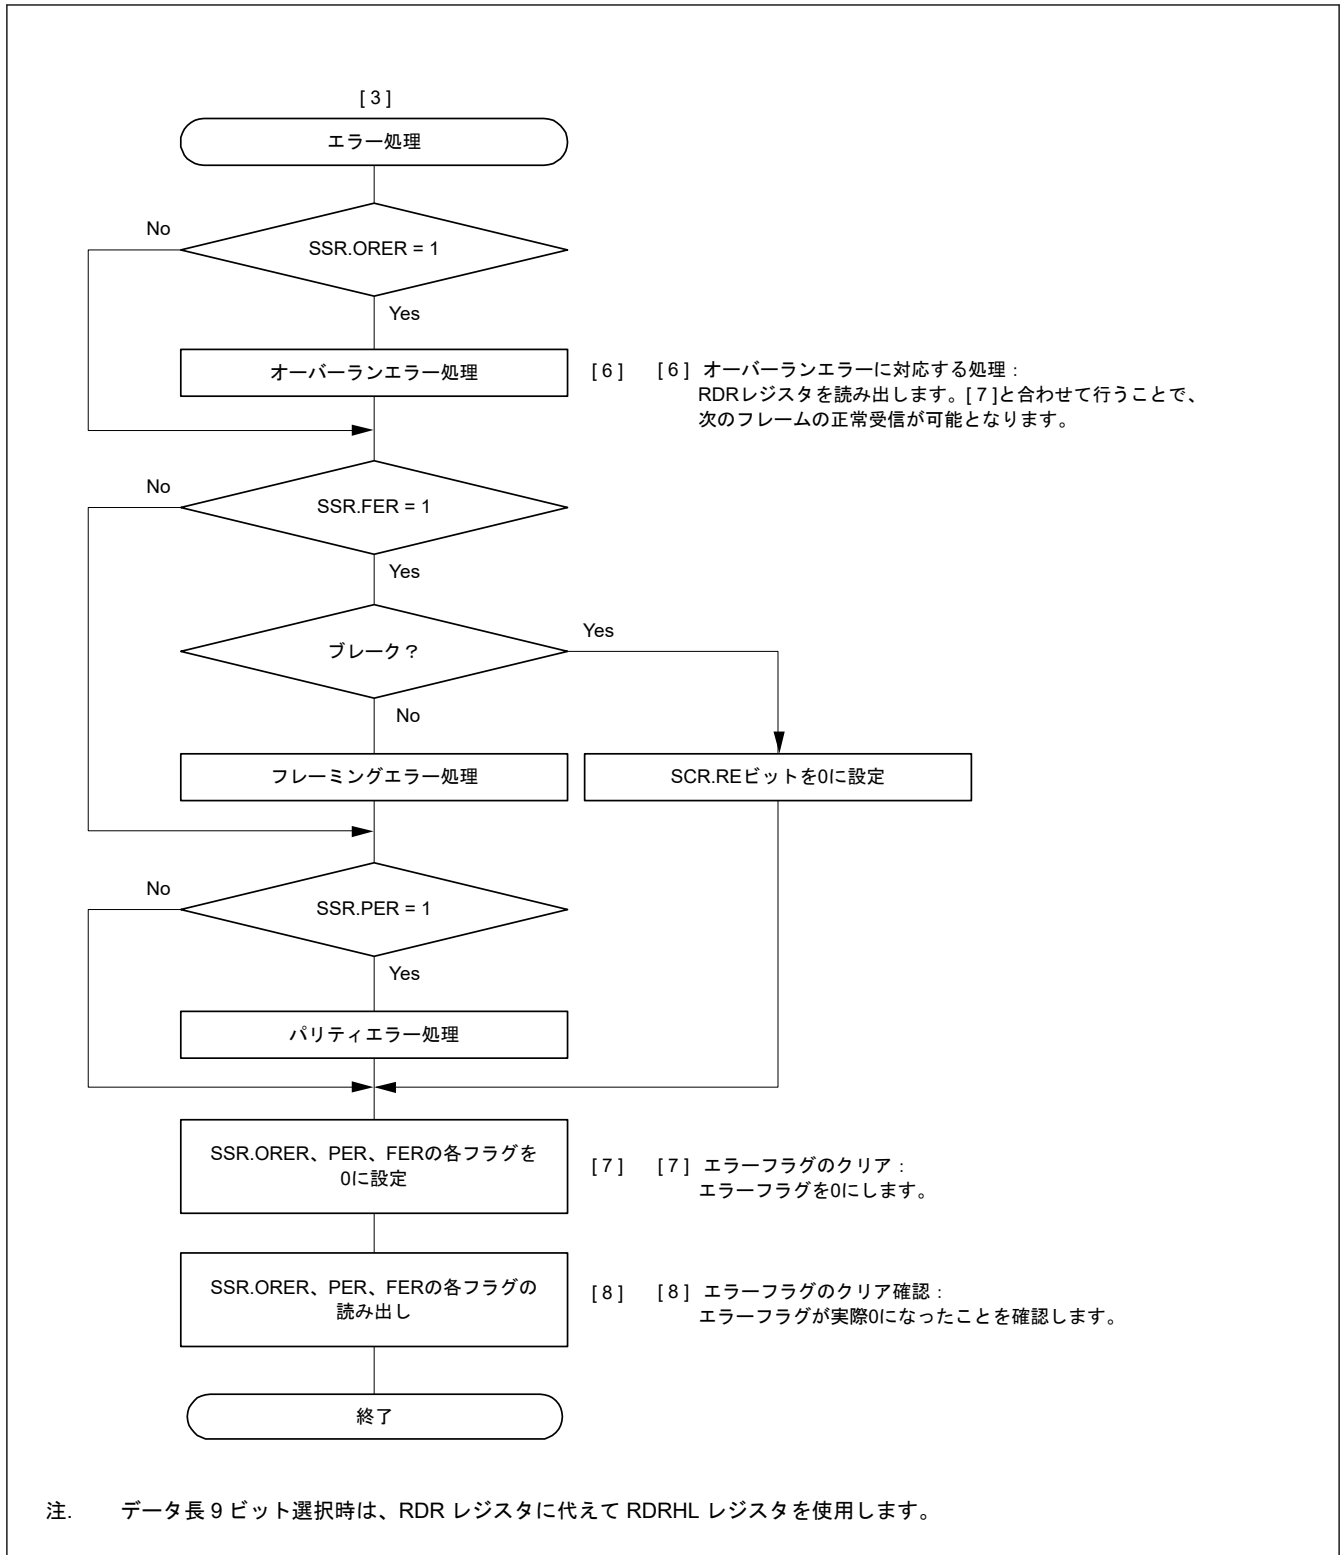 [ 3 ]
エラー処理
No
SSR.ORER = 1
Yes
オーバーランエラー処理
[ 6 ]
[ 6 ] オーバーランエラーに対応する処理：
RDRレジスタを読み出します。[ 7 ]と合わせて行うことで、
次のフレームの正常受信が可能となります。
No
SSR.FER = 1
Yes
ブレーク？
Yes
No
フレーミングエラー処理
SCR.REビットを0に設定
No
SSR.PER = 1
Yes
パリティエラー処理
SSR.ORER、PER、FERの各フラグを
0に設定
[ 7 ]
[ 7 ] エラーフラグのクリア：
エラーフラグを0にします。
SSR.ORER、PER、FERの各フラグの
読み出し
[ 8 ]
[ 8 ] エラーフラグのクリア確認：
エラーフラグが実際0になったことを確認します。
終了
注. データ長 9 ビット選択時は、RDR レジスタに代えて RDRHL レジスタを使用します。